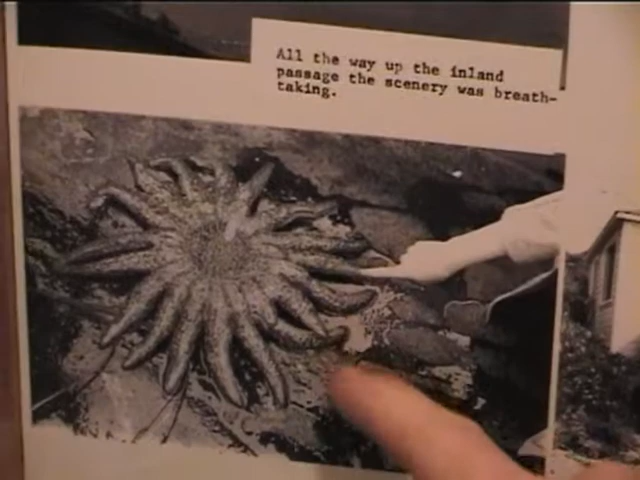 All the way up the inland
passage the scenery was breath-
taking.